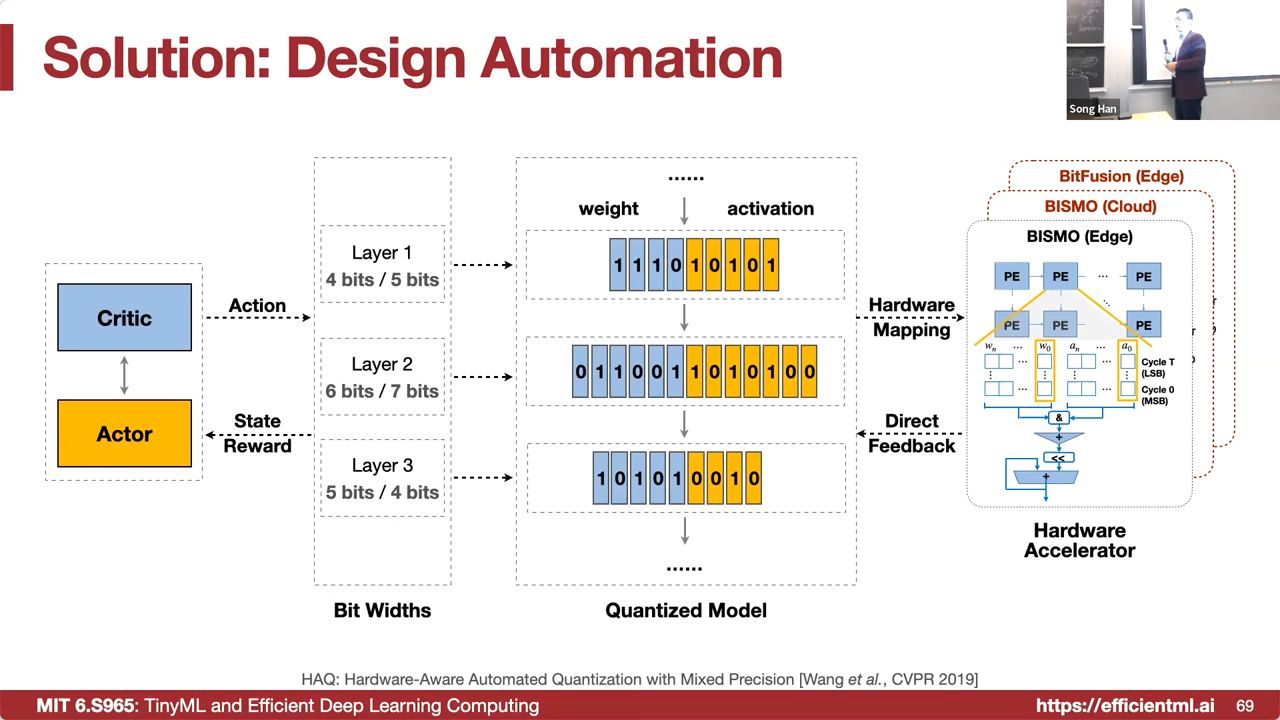 Solution: Design Automation
Song Han
Critic
Actor
Action
State
Reward
Layer 1
4 bits / 5 bits
Layer 2
6 bits / 7 bits
Layer 3
5 bits / 4 bits
Bit Widths
......
weight activation
1 1 1 0 1 0 1 0 1
0 1 1 0 0 1 1 1 0 1 0 1 0 0
1 0 1 0 1 0 0 1 0
......
Quantized Model
Hardware
Mapping
Direct
Feedback
BitFusion (Edge)
BISMO (Cloud)
BISMO (Edge)
PE PE ... PE
PE PE PE
wn ... w0 an ... a0
Cycle T
(LSB)
Cycle 0
(MSB)
&
+
<<
+
Hardware
Accelerator
HAQ: Hardware-Aware Automated Quantization with Mixed Precision [Wang et al., CVPR 2019]
MIT 6.S965: TinyML and Efficient Deep Learning Computing
https://efficientml.ai 69